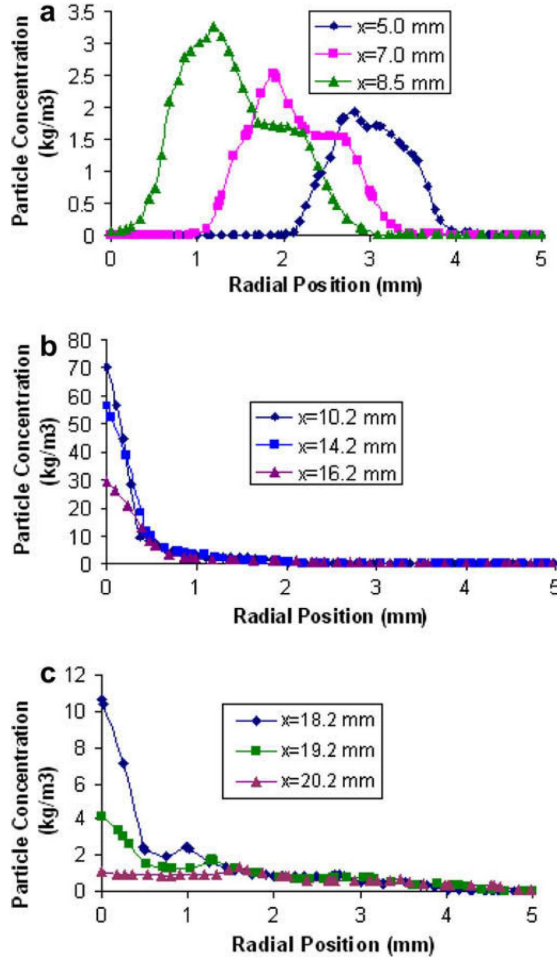 a
Particle Concentration
(kg/m3)
3.5
3
2.5
2
1.5
1
0.5
0
x=5.0 mm
x=7.0 mm
x=8.5 mm
0 1 2 3 4 5
Radial Position (mm)
b
Particle Concentration
(kg/m3)
80
70
60
50
40
30
20
10
0
x=10.2 mm
x=14.2 mm
x=16.2 mm
0 1 2 3 4 5
Radial Position (mm)
c
Particle Concentration
(kg/m3)
12
10
8
6
4
2
0
x=18.2 mm
x=19.2 mm
x=20.2 mm
0 1 2 3 4 5
Radial Position (mm)